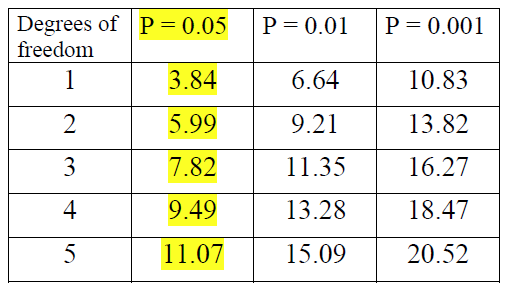 Degrees of freedom P = 0.05 P = 0.01 P = 0.001
1 3.84 6.64 10.83
2 5.99 9.21 13.82
3 7.82 11.35 16.27
4 9.49 13.28 18.47
5 11.07 15.09 20.52